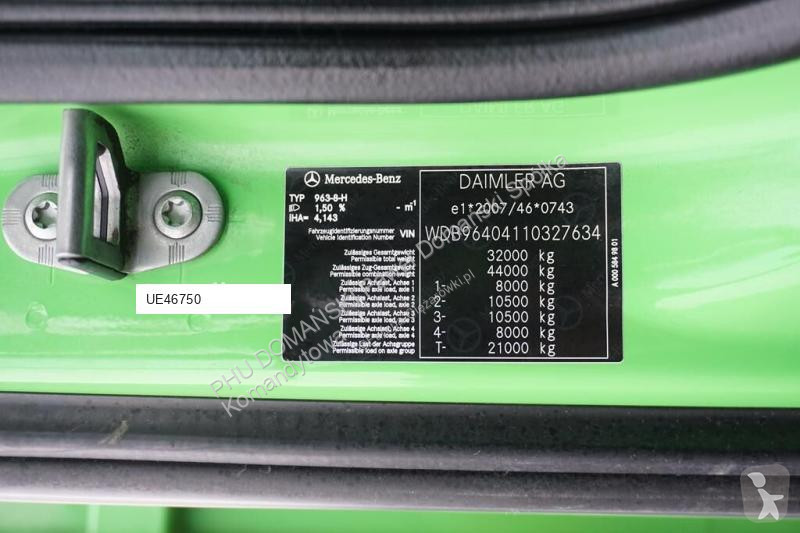 Mercedes-Benz
TYP 963-8-H
1,50 % - m⁻¹
IHA= 4,143
Fahrzeugidentifizierungsnummer
Vehicle Identification Number VIN
Zulässiges Gesamtgewicht
Permissible total weight
Zulässiges Zug-Gesamtgewicht
Permissible combination weight
Zulässige Achslast, Achse 1
Permissible axle load, axle 1
Zulässige Achslast, Achse 2
Permissible axle load, axle 2
Zulässige Achslast, Achse 3
Permissible axle load, axle 3
Zulässige Achslast, Achse 4
Permissible axle load, axle 4
Zulässige Last der Achsgruppe
Permissible load on axle group
DAIMLER AG
e1*2007/46*0743
WDB96404110327634
32000 kg
44000 kg
1- 8000 kg
2- 10500 kg
3- 10500 kg
4- 8000 kg
T- 21000 kg
A 000 584 98 01
UE46750
PHU DOMAŃSKI Domański Spółka
Komandytowa